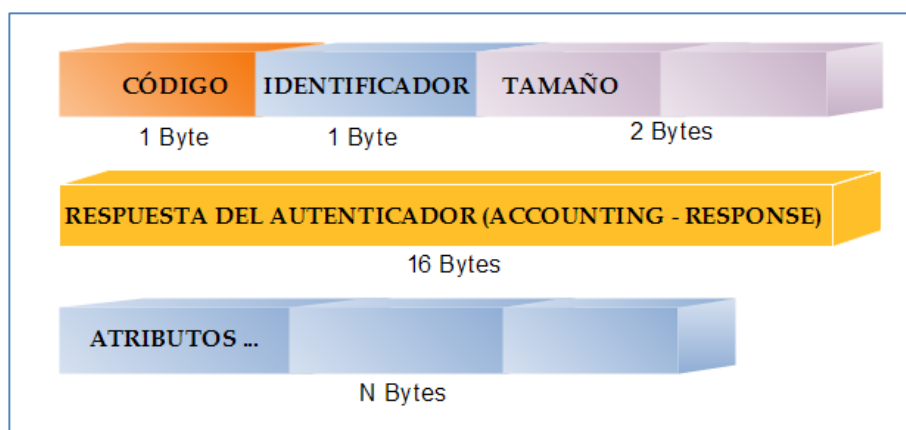 CÓDIGO IDENTIFICADOR TAMAÑO
1 Byte 1 Byte 2 Bytes
RESPUESTA DEL AUTENTICADOR (ACCOUNTING - RESPONSE)
16 Bytes
ATRIBUTOS ...
N Bytes